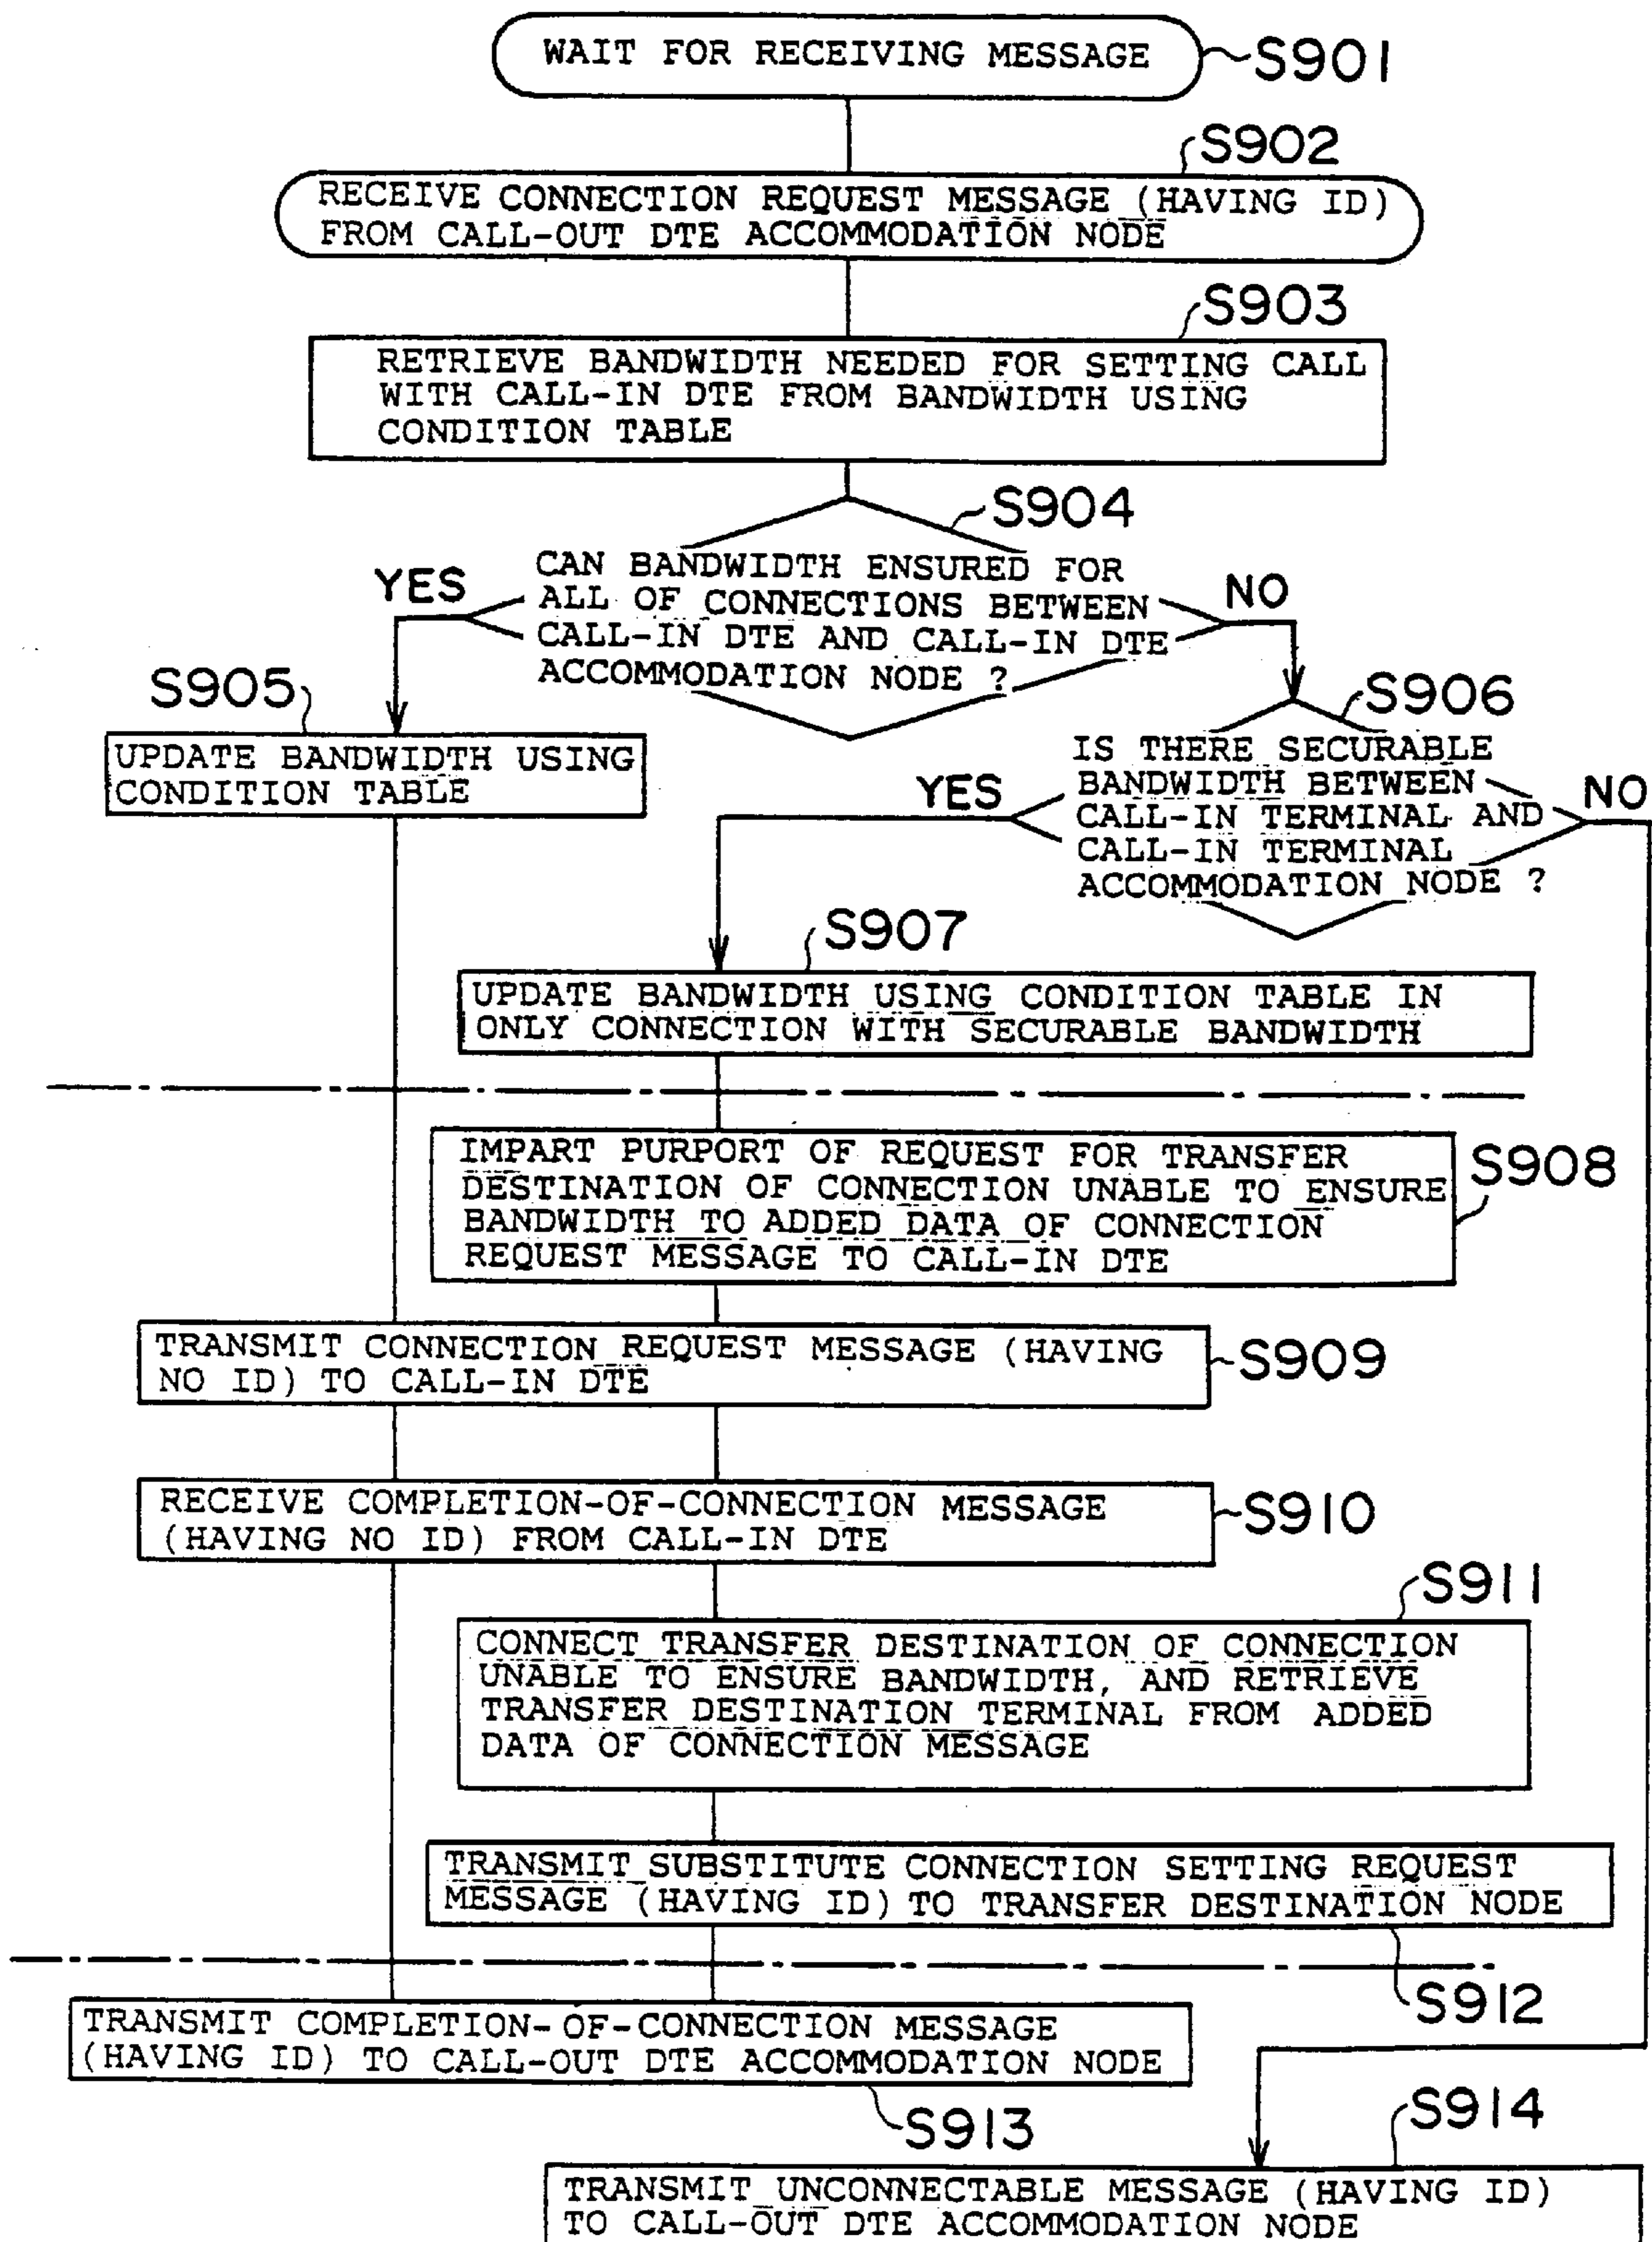 WAIT FOR RECEIVING MESSAGE
S901
S902
RECEIVE CONNECTION REQUEST MESSAGE (HAVING ID)
FROM CALL-OUT DTE ACCOMMODATION NODE
S903
RETRIEVE BANDWIDTH NEEDED FOR SETTING CALL
WITH CALL-IN DTE FROM BANDWIDTH USING
CONDITION TABLE
S904
CAN BANDWIDTH ENSURED FOR
ALL OF CONNECTIONS BETWEEN
CALL-IN DTE AND CALL-IN DTE
ACCOMMODATION NODE ?
YES
NO
S905
UPDATE BANDWIDTH USING
CONDITION TABLE
S906
IS THERE SECURABLE
BANDWIDTH BETWEEN
CALL-IN TERMINAL AND
CALL-IN TERMINAL
ACCOMMODATION NODE ?
YES
NO
S907
UPDATE BANDWIDTH USING CONDITION TABLE IN
ONLY CONNECTION WITH SECURABLE BANDWIDTH
IMPART PURPORT OF REQUEST FOR TRANSFER
DESTINATION OF CONNECTION UNABLE TO ENSURE
BANDWIDTH TO ADDED DATA OF CONNECTION
REQUEST MESSAGE TO CALL-IN DTE
S908
TRANSMIT CONNECTION REQUEST MESSAGE (HAVING
NO ID) TO CALL-IN DTE
S909
RECEIVE COMPLETION-OF-CONNECTION MESSAGE
(HAVING NO ID) FROM CALL-IN DTE
S910
S911
CONNECT TRANSFER DESTINATION OF CONNECTION
UNABLE TO ENSURE BANDWIDTH, AND RETRIEVE
TRANSFER DESTINATION TERMINAL FROM ADDED
DATA OF CONNECTION MESSAGE
TRANSMIT SUBSTITUTE CONNECTION SETTING REQUEST
MESSAGE (HAVING ID) TO TRANSFER DESTINATION NODE
S912
TRANSMIT COMPLETION-OF-CONNECTION MESSAGE
(HAVING ID) TO CALL-OUT DTE ACCOMMODATION NODE
S913
S914
TRANSMIT UNCONNECTABLE MESSAGE (HAVING ID)
TO CALL-OUT DTE ACCOMMODATION NODE